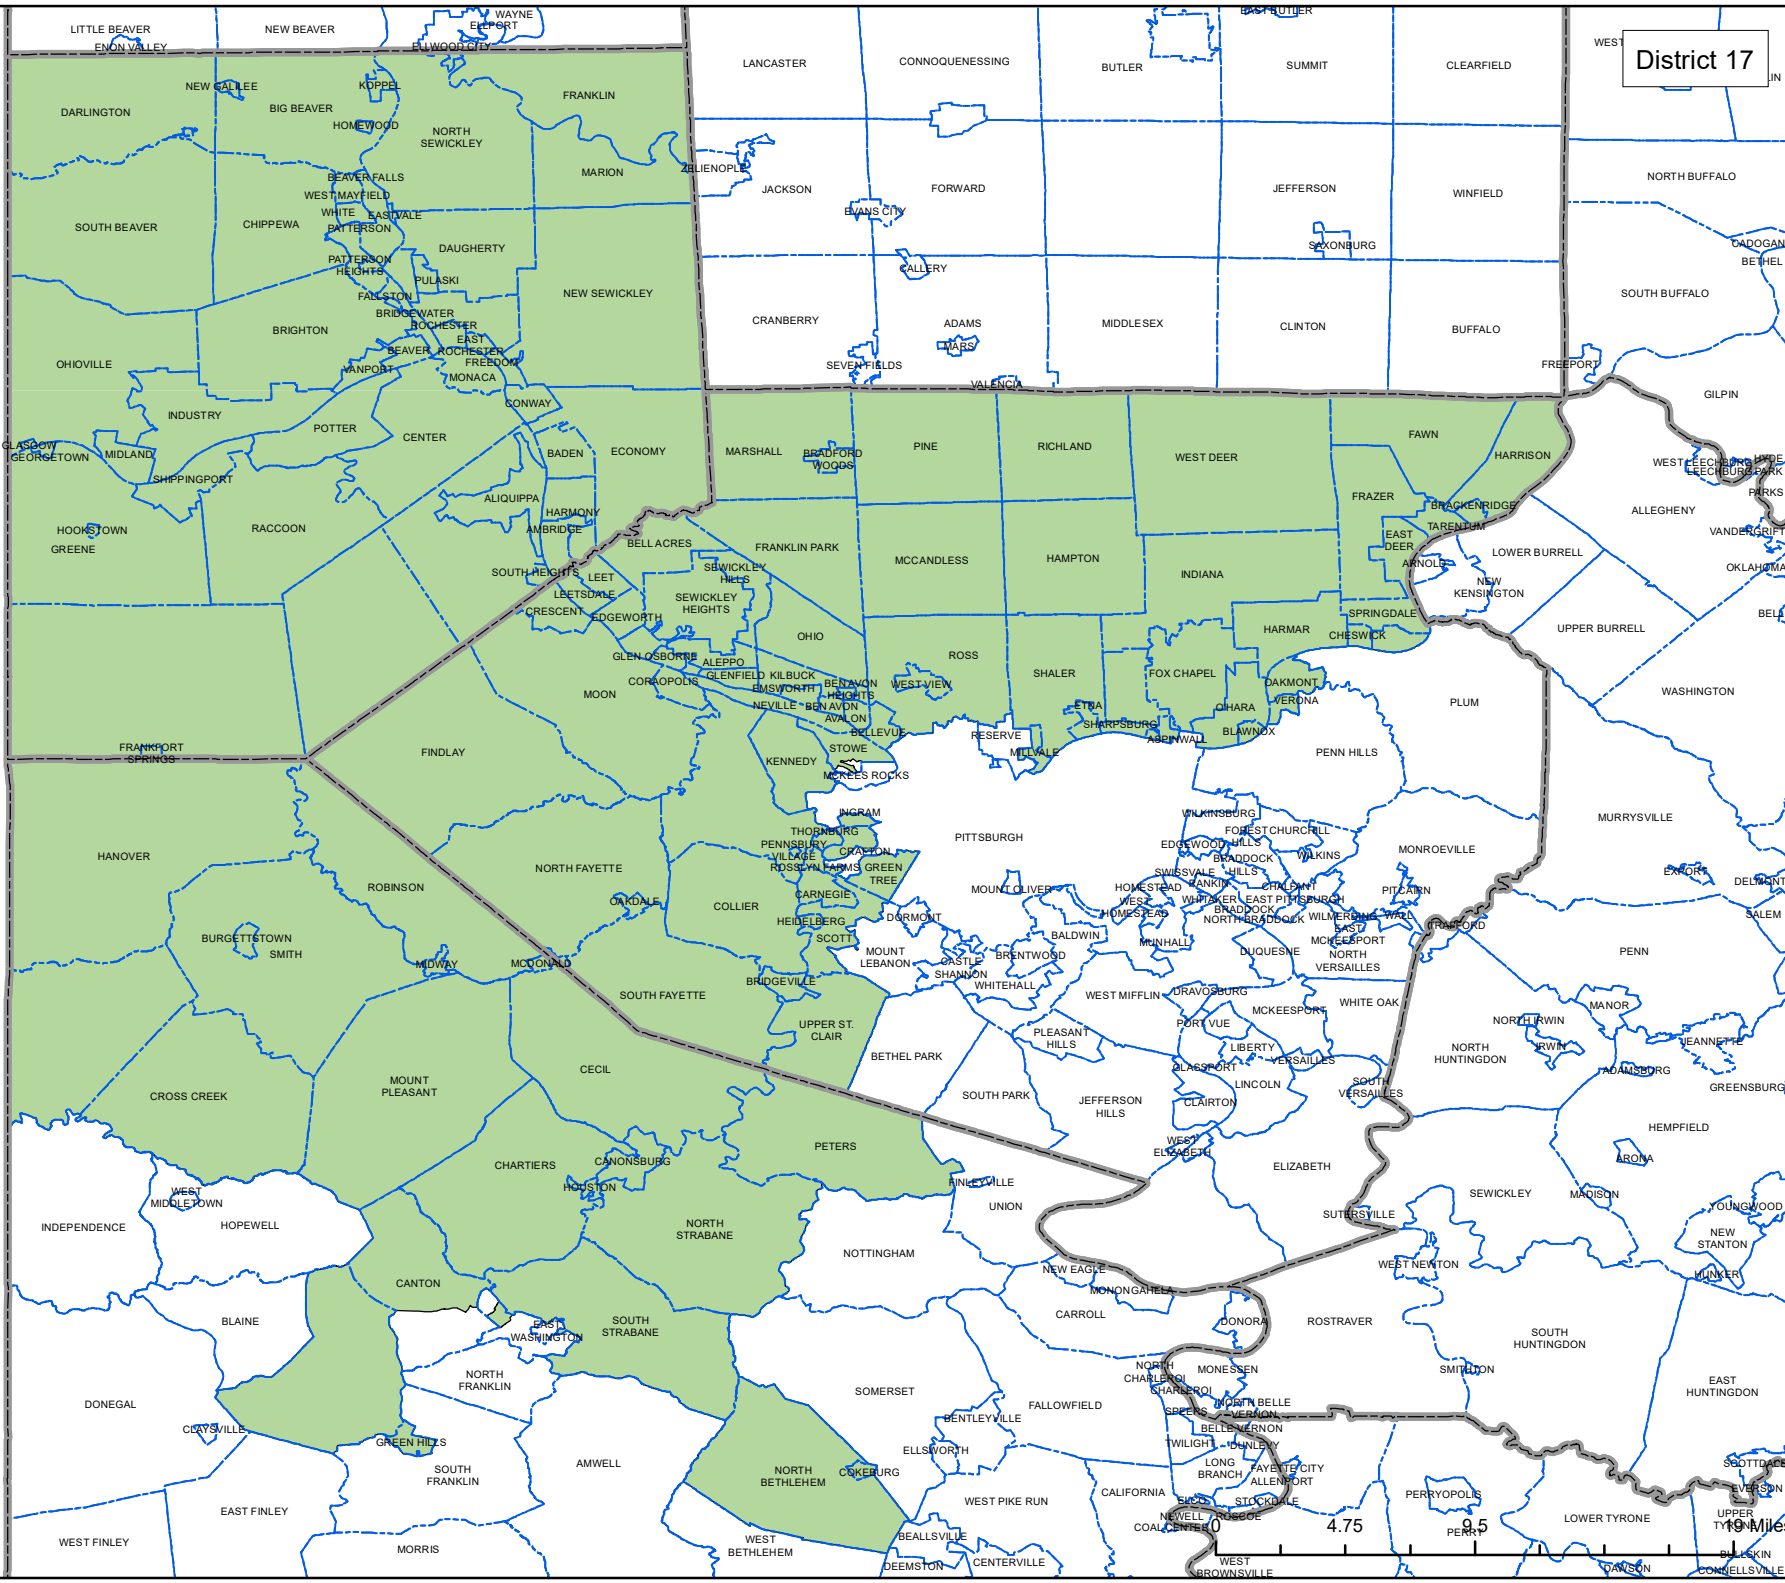 District 17
LITTLE BEAVER
NEW BEAVER
WAYNE
ELLPORT
ENON VALLEY
ELLWOOD CITY
EAST BUTLER
LANCASTER
CONNOQUENESSING
BUTLER
SUMMIT
CLEARFIELD
WEST
NEW GALILEE
KOPPEL
DARLINGTON
BIG BEAVER
FRANKLIN
HOMEWOOD
NORTH
SEWICKLEY
MARION
BEAVER FALLS
WEST MAYFIELD
WHITE
EASTVALE
PATTERSON
SOUTH BEAVER
CHIPPEWA
DAUGHERTY
PATTERSON
HEIGHTS
PULASKI
FALLSTON
NEW SEWICKLEY
BRIDGEWATER
ROCHESTER
BRIGHTON
EAST
ROCHESTER
BEAVER
FREEDOM
VANPORT
MONACA
OHIOVILLE
CONWAY
INDUSTRY
POTTER
CENTER
GLASGOW
GEORGETOWN
MIDLAND
SHIPPINGPORT
BADEN
ECONOMY
ALIQUIPPA
HARMONY
AMBRIDGE
HOOKSTOWN
GREENE
RACCOON
SOUTH HEIGHTS
FRANKFORT
SPRINGS
ZELIENOPLE
JACKSON
FORWARD
JEFFERSON
WINFIELD
NORTH BUFFALO
EVANS CITY
SAXONBURG
CADOGAN
BETHEL
CALLERY
SOUTH BUFFALO
CRANBERRY
ADAMS
MARS
MIDDLESEX
CLINTON
BUFFALO
SEVEN FIELDS
VALENCIA
FREEPORT
GILPIN
MARSHALL
BRADFORD
WOODS
PINE
RICHLAND
WEST DEER
FAWN
HARRISON
WEST LEECHBURG
HYDE
PARK
LEECHBURG
PARKS
FRAZER
BRACKENRIDGE
TARENTUM
ALLEGHENY
VANDERGRIFT
BELL ACRES
FRANKLIN PARK
MCCANDLESS
HAMPTON
INDIANA
EAST
DEER
ARNOLD
LOWER BURRELL
OKLAHOMA
NEW
KENSINGTON
LEET
SEWICKLEY
HILLS
LEETSDALE
SEWICKLEY
HEIGHTS
CRESCENT
EDGEWORTH
SPRINGDALE
CHESWICK
HARMAR
UPPER BURRELL
BELL
OHIO
ROSS
GLEN OSBORNE
ALEPPO
GLENFIELD
KILBUCK
CORAOPOLIS
EMSWORTH
BEN AVON
HEIGHTS
WEST VIEW
SHALER
FOX CHAPEL
OAKMONT
VERONA
WASHINGTON
MOON
NEVILLE
BEN AVON
AVALON
BELLEVUE
ETNA
SHARPSBURG
O'HARA
BLAWNOX
ASPINWALL
PLUM
RESERVE
MILLVALE
PENN HILLS
FINDLAY
KENNEDY
STOWE
MCKEES ROCKS
INGRAM
THORNBURG
PENNSBURY
VILLAGE
CRAFTON
ROSSLYN FARMS
GREEN
TREE
PITTSBURGH
WILKINSBURG
FOREST
HILLS
CHURCHILL
EDGEWOOD
BRADDOCK
HILLS
WILKINS
MONROEVILLE
MURRYSVILLE
SWISSVALE
EXPORT
DELMONT
HANOVER
ROBINSON
NORTH FAYETTE
OAKDALE
COLLIER
CARNEGIE
HEIDELBERG
SCOTT
MOUNT OLIVER
HOMESTEAD
RANKIN
WEST
HOMESTEAD
WHITAKER
CHALFANT
EAST PITTSBURGH
BRADDOCK
NORTH BRADDOCK
PITCAIRN
WILMERDING
WALL
EAST
MCKEESPORT
TRAFFORD
SALEM
BURGETTSTOWN
SMITH
MIDWAY
MCDONALD
DORMONT
MOUNT
LEBANON
BALDWIN
CASTLE
SHANNON
BRENTWOOD
WHITEHALL
MUNHALL
DUQUESNE
NORTH
VERSAILLES
PENN
BRIDGEVILLE
SOUTH FAYETTE
UPPER ST.
CLAIR
WEST MIFFLIN
DRAVOSBURG
MCKEESPORT
WHITE OAK
MANOR
NORTH IRWIN
IRWIN
NORTH
HUNTINGDON
JEANNETTE
PLEASANT
HILLS
PORT VUE
LIBERTY
VERSAILLES
BETHEL PARK
GLASSPORT
LINCOLN
SOUTH
VERSAILLES
ADAMSBURG
GREENSBURG
CECIL
MOUNT
PLEASANT
CROSS CREEK
SOUTH PARK
JEFFERSON
HILLS
CLAIRTON
HEMPFIELD
PETERS
WEST
ELIZABETH
ELIZABETH
ARONA
CHARTIERS
CANONSBURG
HOUSTON
FINLEYVILLE
UNION
SEWICKLEY
MADISON
YOUNGWOOD
WEST
MIDDLETOWN
INDEPENDENCE
HOPEWELL
NORTH
STRABANE
NOTTINGHAM
SUTERSVILLE
NEW
STANTON
HUNKER
CANTON
NEW EAGLE
MONONGAHELA
WEST NEWTON
BLAINE
EAST
WASHINGTON
SOUTH
STRABANE
CARROLL
DONORA
ROSTRAVER
SOUTH
HUNTINGDON
NORTH
FRANKLIN
NORTH
CHARLEROI
MONESSEN
CHARLEROI
SMITHTON
EAST
HUNTINGDON
DONEGAL
CLAYSVILLE
GREEN HILLS
SOMERSET
FALLOWFIELD
SPEERS
NORTH BELLE
VERNON
BELLE VERNON
BENTLEYVILLE
TWILIGHT
DUNLEVY
SOUTH
FRANKLIN
AMWELL
NORTH
BETHLEHEM
COKEBURG
ELLSWORTH
LONG
BRANCH
FAYETTE CITY
ALLENPORT
SCOTTDALE
EVERSON
EAST FINLEY
WEST PIKE RUN
CALIFORNIA
ELCO
STOCKDALE
ROSCOE
NEWELL
COAL CENTER
PERRYOPOLIS
PERRY
LOWER TYRONE
UPPER
TYRONE
WEST FINLEY
MORRIS
WEST
BETHLEHEM
BEALLSVILLE
DEEMSTON
CENTERVILLE
WEST
BROWNSVILLE
DAWSON
BULLSKIN
CONNELLSVILLE
0 4.75 9.5 19 Miles